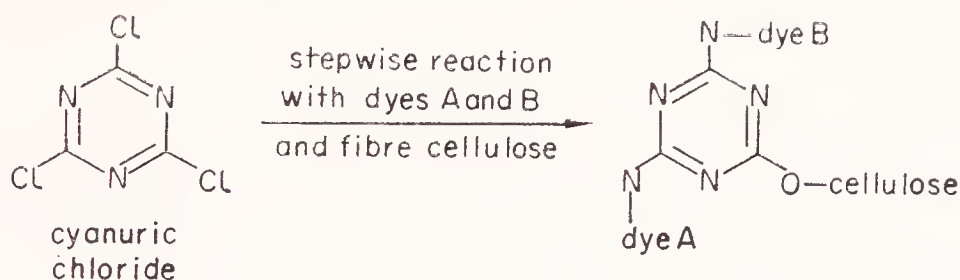 Cl
N
N
Cl
N
Cl
cyanuric
chloride
stepwise reaction
with dyes A and B
and fibre cellulose
N—dye B
N
N
N
N
O—cellulose
dye A